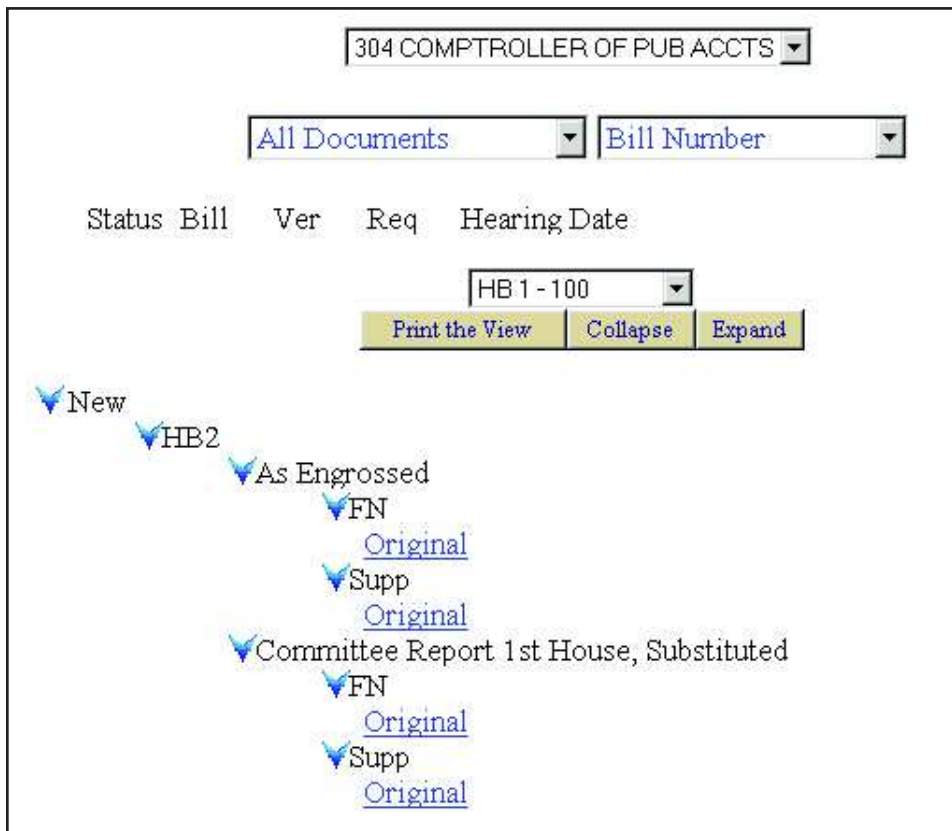 304 COMPTROLLER OF PUB ACCTS
All Documents Bill Number
Status Bill Ver Req Hearing Date
HB 1 - 100
Print the View Collapse Expand
New
HB2
As Engrossed
FN
Original
Supp
Original
Committee Report 1st House, Substituted
FN
Original
Supp
Original